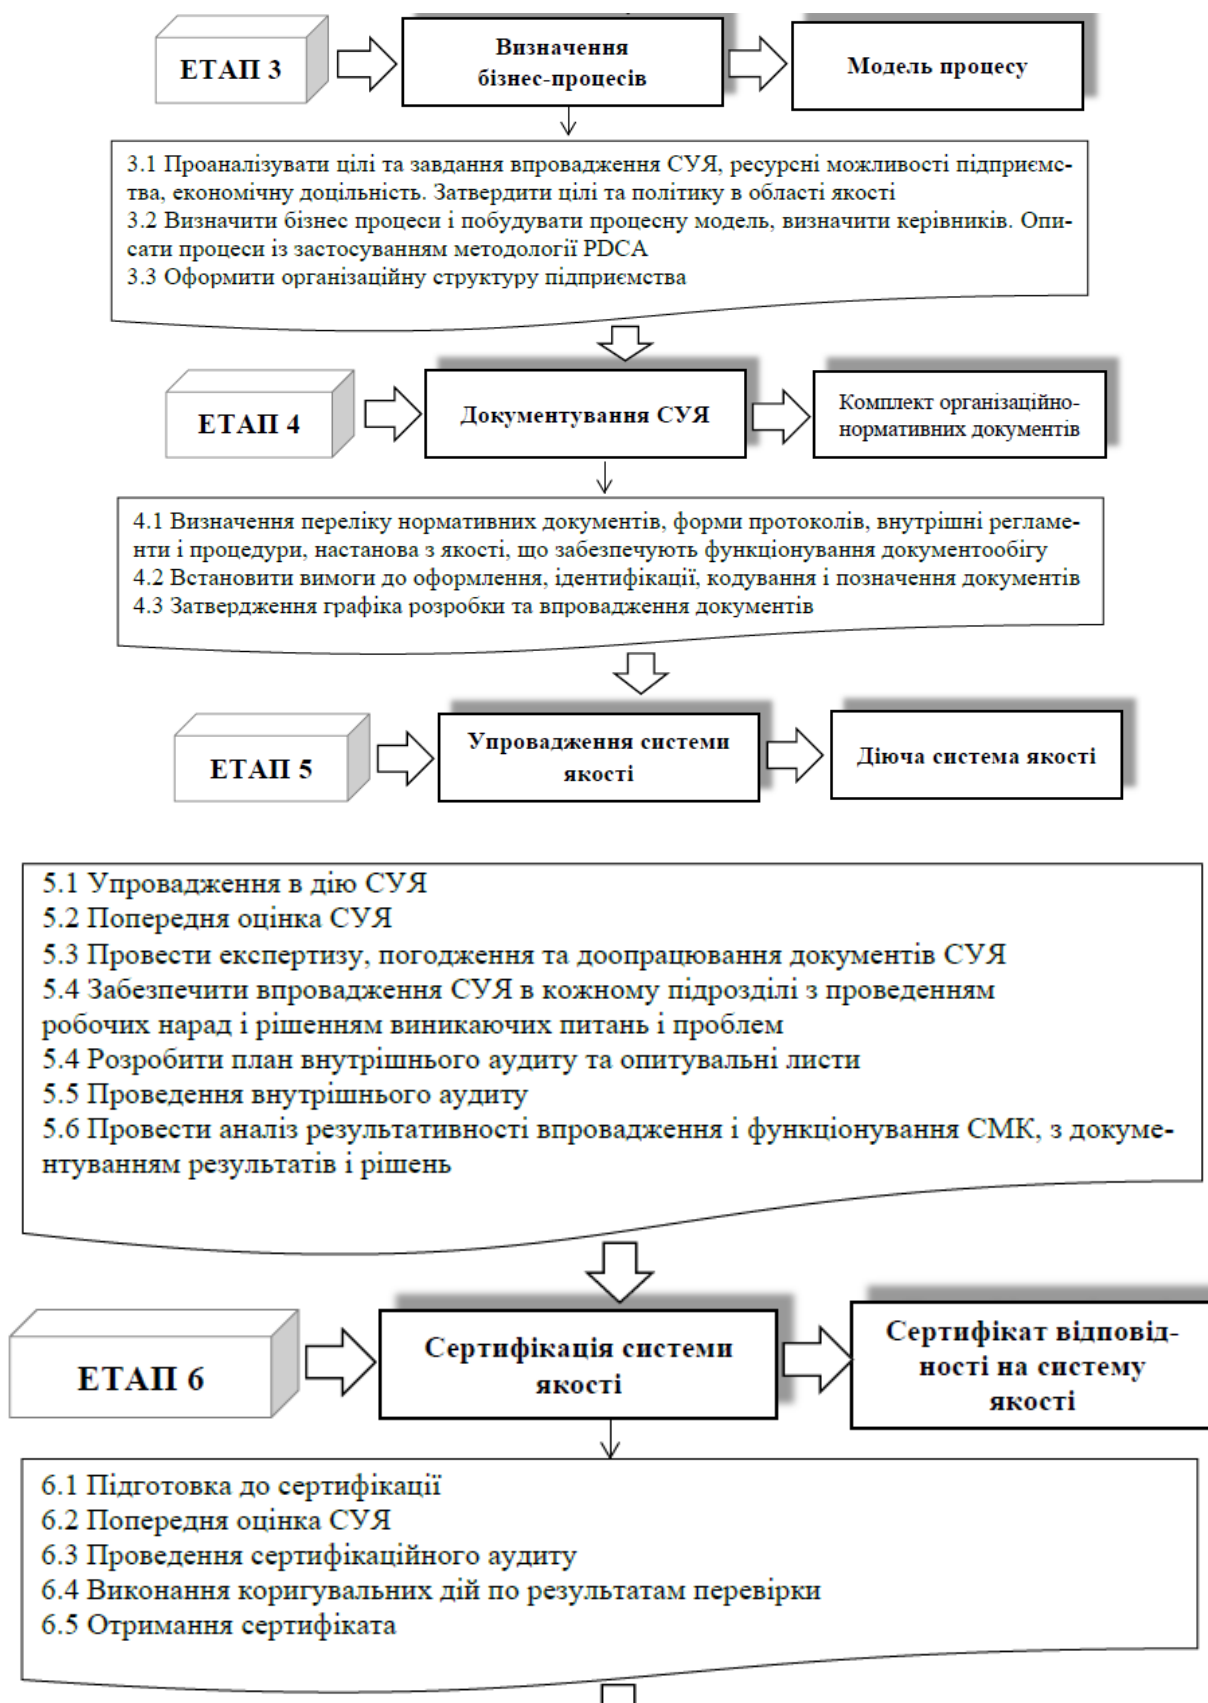 ЕТАП 3
Визначення
бізнес-процесів
Модель процесу
3.1 Проаналізувати цілі та завдання впровадження СУЯ, ресурсні можливості підприємс-
тва, економічну доцільність. Затвердити цілі та політику в області якості
3.2 Визначити бізнес процеси і побудувати процесну модель, визначити керівників. Опи-
сати процеси із застосуванням методології PDCA
3.3 Оформити організаційну структуру підприємства
ЕТАП 4
Документування СУЯ
Комплект організаційно-
нормативних документів
4.1 Визначення переліку нормативних документів, форми протоколів, внутрішні регламе-
нти і процедури, настанова з якості, що забезпечують функціонування документообігу
4.2 Встановити вимоги до оформлення, ідентифікації, кодування і позначення документів
4.3 Затвердження графіка розробки та впровадження документів
ЕТАП 5
Упровадження системи
якості
Діюча система якості
5.1 Упровадження в дію СУЯ
5.2 Попередня оцінка СУЯ
5.3 Провести експертизу, погодження та доопрацювання документів СУЯ
5.4 Забезпечити впровадження СУЯ в кожному підрозділі з проведенням
робочих нарад і рішенням виникаючих питань і проблем
5.4 Розробити план внутрішнього аудиту та опитувальні листи
5.5 Проведення внутрішнього аудиту
5.6 Провести аналіз результативності впровадження і функціонування СМК, з докуме-
нтуванням результатів і рішень
ЕТАП 6
Сертифікація системи
якості
Сертифікат відповід-
ності на систему
якості
6.1 Підготовка до сертифікації
6.2 Попередня оцінка СУЯ
6.3 Проведення сертифікаційного аудиту
6.4 Виконання коригувальних дій по результатам перевірки
6.5 Отримання сертифіката